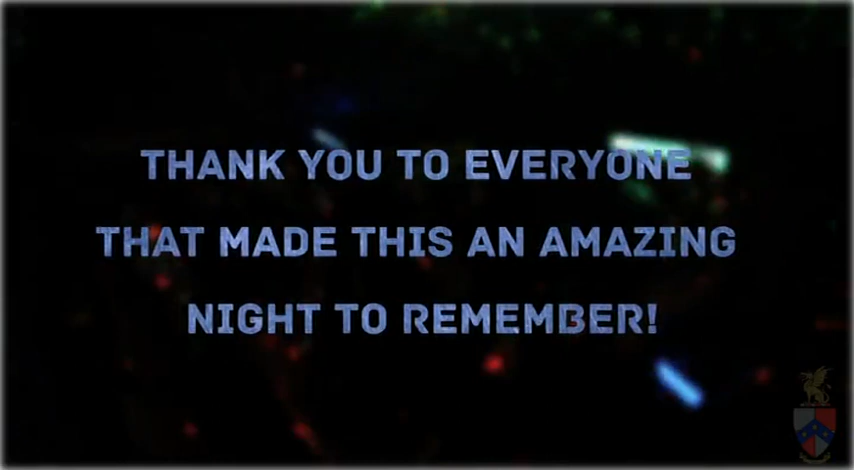 THANK YOU TO EVERYONE
THAT MADE THIS AN AMAZING
NIGHT TO REMEMBER!